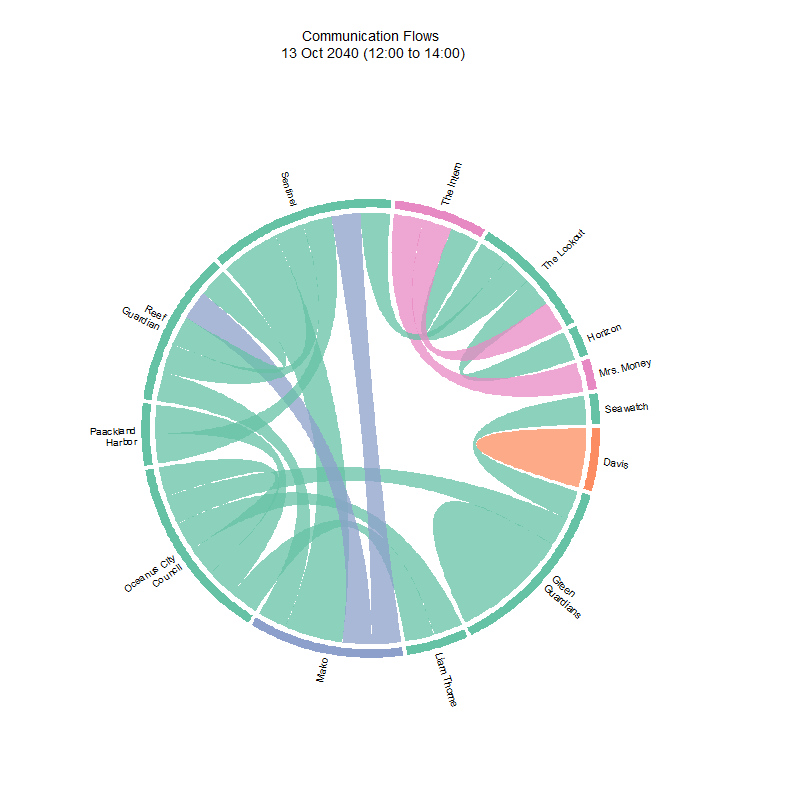 Communication Flows
13 Oct 2040 (12:00 to 14:00)
Sentinel
The Intern
The Lookout
Horizon
Mrs. Money
Seawatch
Davis
Green
Guardians
Liam Thorne
Mako
Oceanus City
Council
Paackland
Harbor
Reef
Guardian